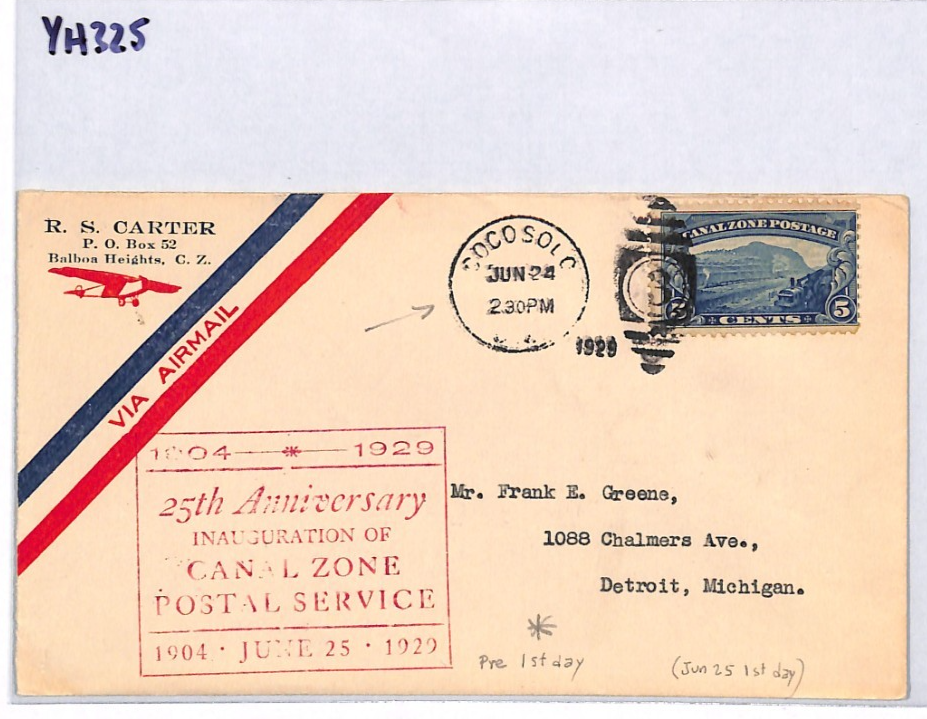 YH325
R. S. CARTER
P. O. Box 52
Balboa Heights, C. Z.
VIA AIRMAIL
COCO SOLO
JUN 24
2.30PM
1929
3
CANAL ZONE POSTAGE
5 CENTS 5
1904 * 1929
25th Anniversary
INAUGURATION OF
CANAL ZONE
POSTAL SERVICE
1904 · JUNE 25 · 1929
Mr. Frank E. Greene,
1088 Chalmers Ave.,
Detroit, Michigan.
*
Pre 1st day
(Jun 25 1st day)